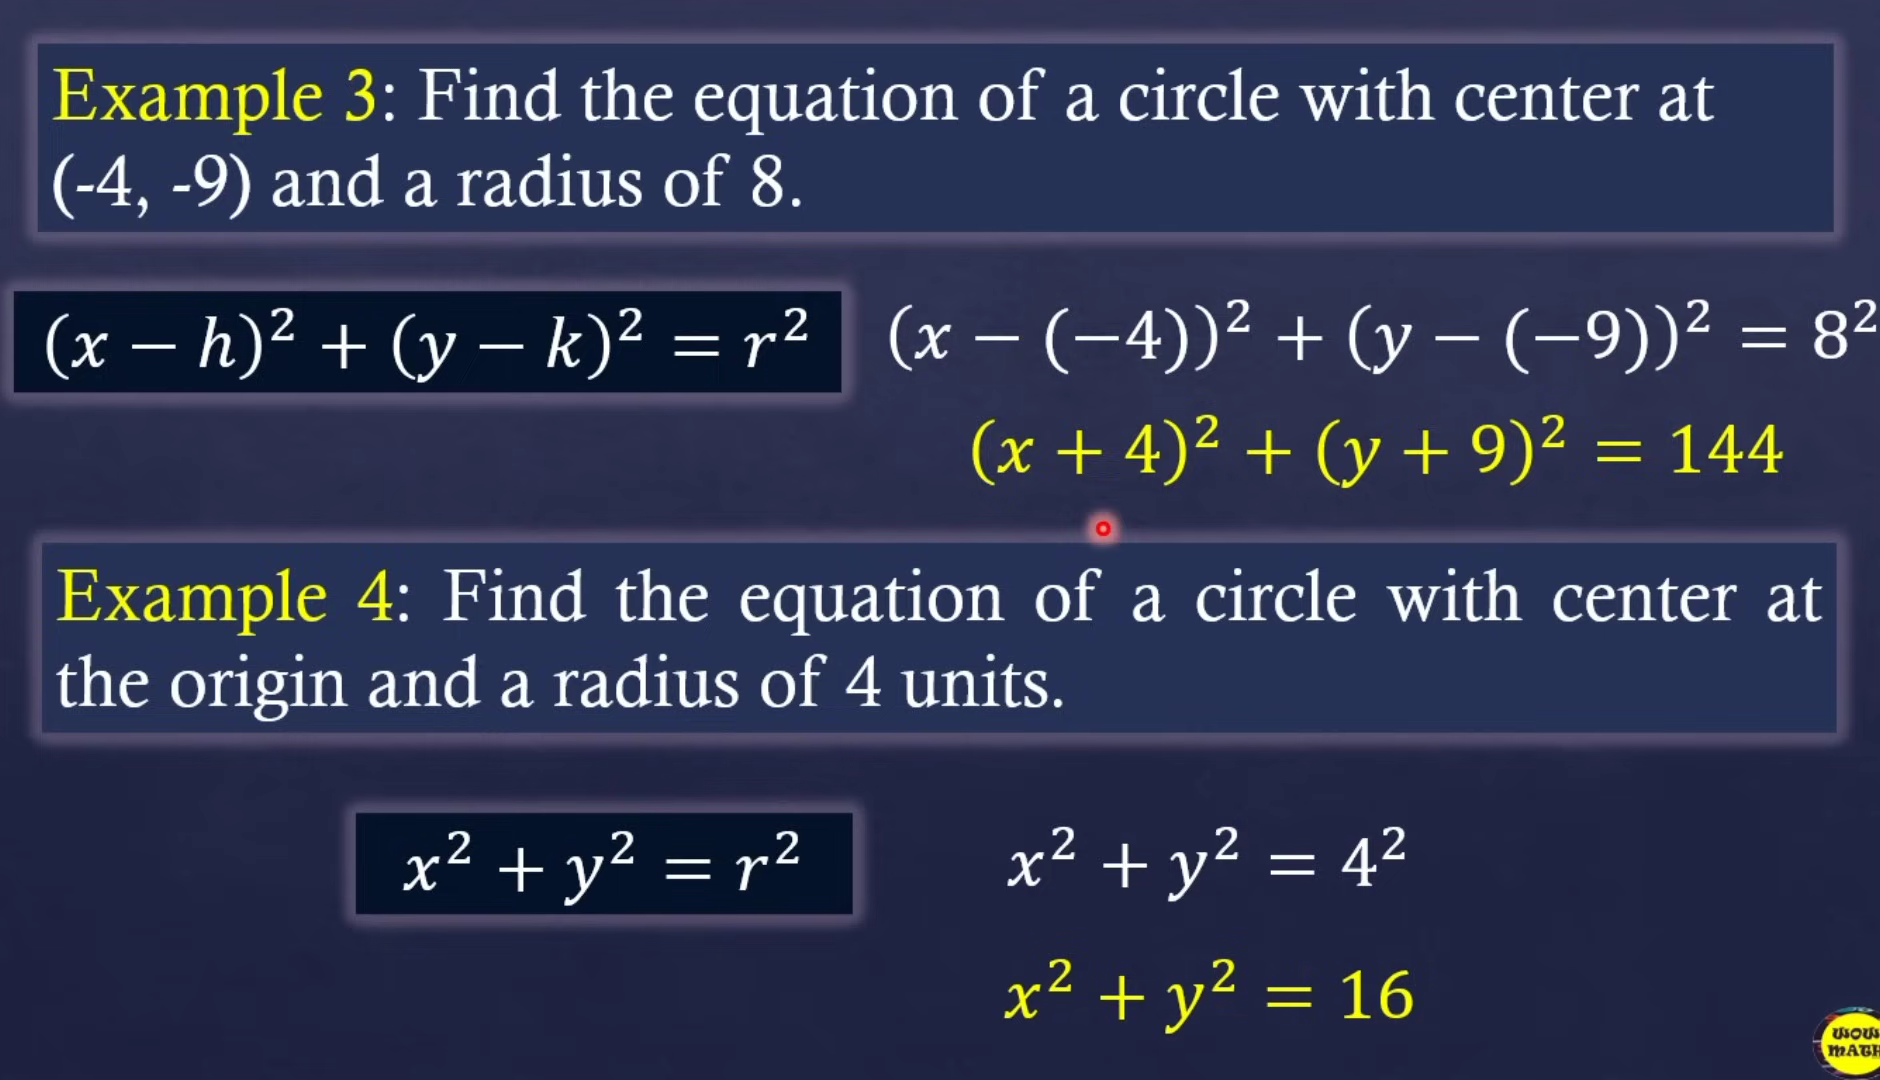 Example 3: Find the equation of a circle with center at
(-4, -9) and a radius of 8.
(x − h)² + (y − k)² = r²
(x − (−4))² + (y − (−9))² = 8²
(x + 4)² + (y + 9)² = 144
Example 4: Find the equation of a circle with center at
the origin and a radius of 4 units.
x² + y² = r²
x² + y² = 4²
x² + y² = 16
WOW
MATH